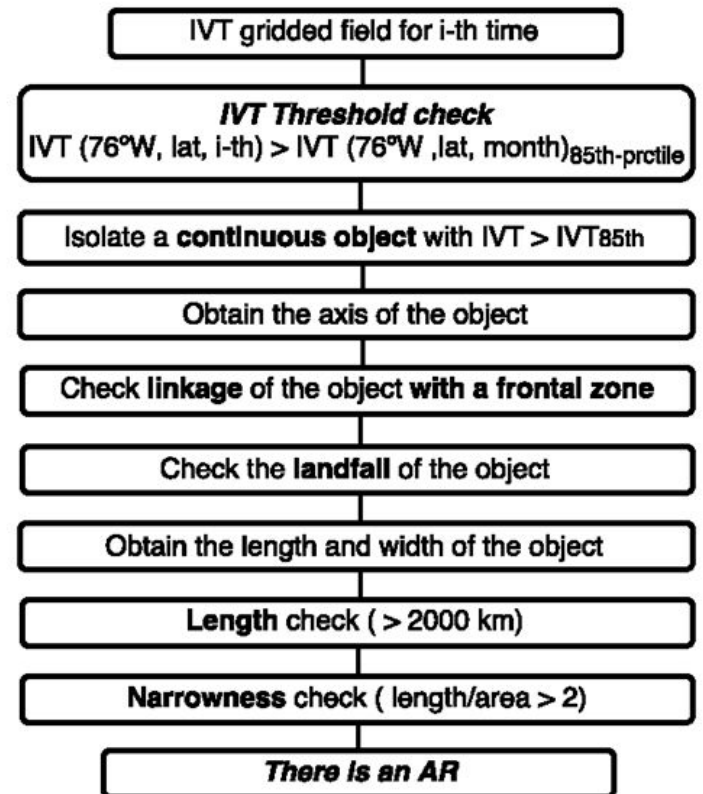 IVT gridded field for i-th time
IVT Threshold check
IVT (76ºW, lat, i-th) > IVT (76ºW ,lat, month)85th-prctile
Isolate a continuous object with IVT > IVT85th
Obtain the axis of the object
Check linkage of the object with a frontal zone
Check the landfall of the object
Obtain the length and width of the object
Length check ( > 2000 km)
Narrowness check ( length/area > 2)
There is an AR